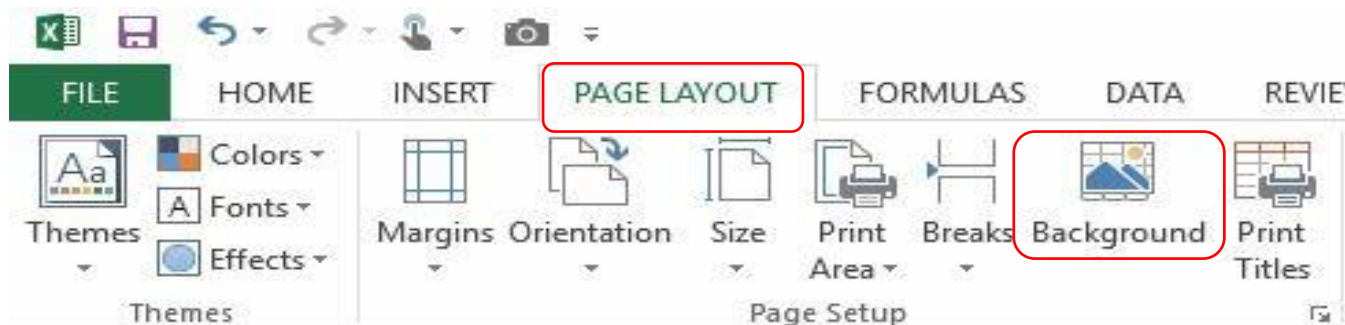 FILE HOME INSERT PAGE LAYOUT FORMULAS DATA REVIE
Aa Colors
A Fonts
Themes Effects
Margins Orientation Size Print Area Breaks Background Print Titles
Themes Page Setup